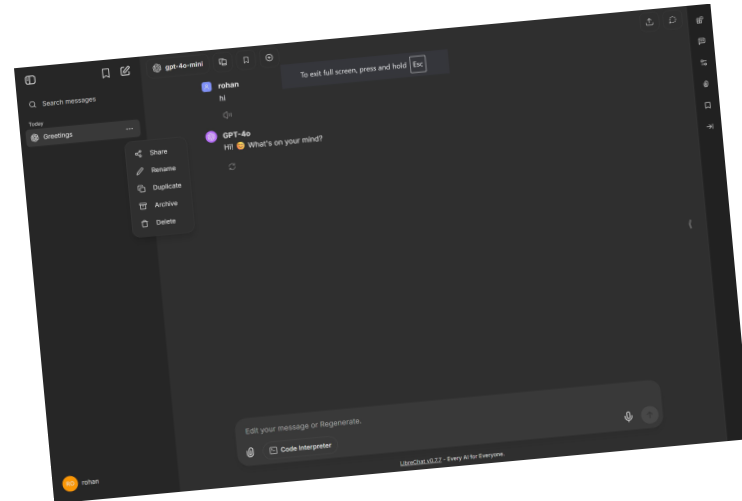 gpt-4o-mini
To exit full screen, press and hold Esc
Search messages
Today
Greetings
Share
Rename
Duplicate
Archive
Delete
rohan
hi
GPT-4o
Hi! 😊 What's on your mind?
Edit your message or Regenerate.
Code Interpreter
RO rohan
LibreChat v0.7.7 - Every AI for Everyone.